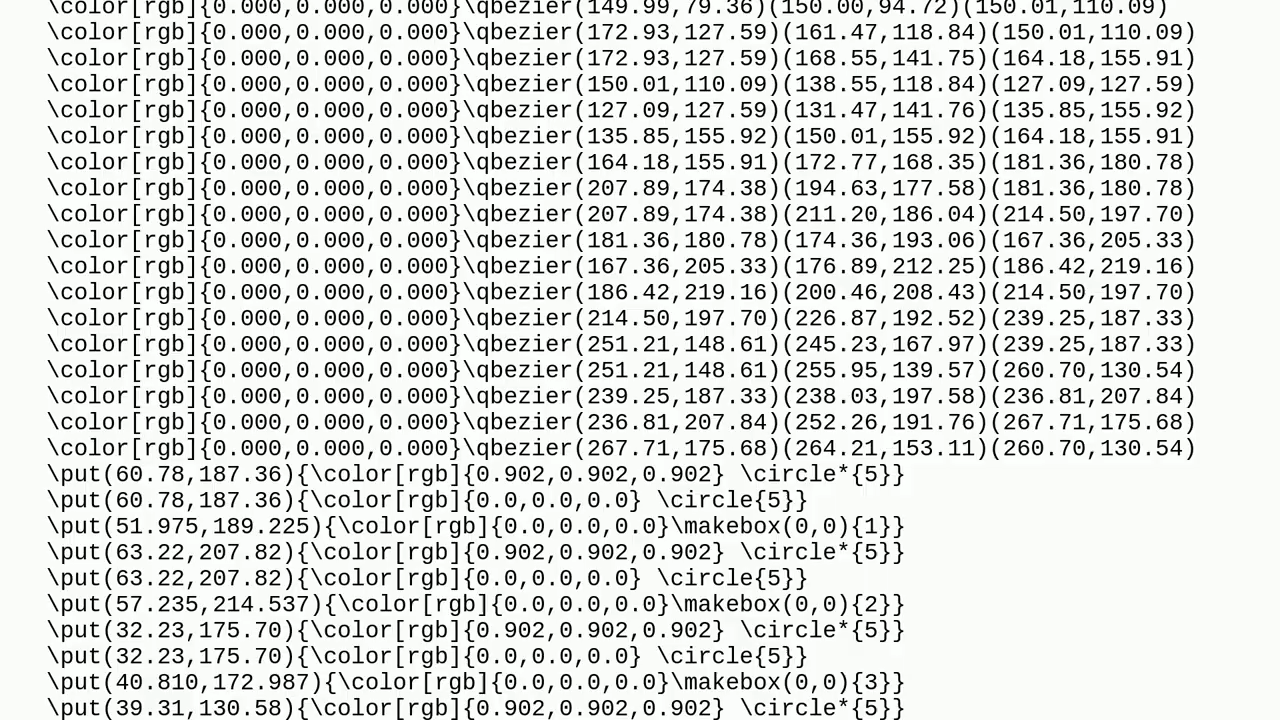 \color[rgb]{0.000,0.000,0.000}\qbezier(149.99,79.36)(150.00,94.72)(150.01,110.09)
\color[rgb]{0.000,0.000,0.000}\qbezier(172.93,127.59)(161.47,118.84)(150.01,110.09)
\color[rgb]{0.000,0.000,0.000}\qbezier(172.93,127.59)(168.55,141.75)(164.18,155.91)
\color[rgb]{0.000,0.000,0.000}\qbezier(150.01,110.09)(138.55,118.84)(127.09,127.59)
\color[rgb]{0.000,0.000,0.000}\qbezier(127.09,127.59)(131.47,141.76)(135.85,155.92)
\color[rgb]{0.000,0.000,0.000}\qbezier(135.85,155.92)(150.01,155.92)(164.18,155.91)
\color[rgb]{0.000,0.000,0.000}\qbezier(164.18,155.91)(172.77,168.35)(181.36,180.78)
\color[rgb]{0.000,0.000,0.000}\qbezier(207.89,174.38)(194.63,177.58)(181.36,180.78)
\color[rgb]{0.000,0.000,0.000}\qbezier(207.89,174.38)(211.20,186.04)(214.50,197.70)
\color[rgb]{0.000,0.000,0.000}\qbezier(181.36,180.78)(174.36,193.06)(167.36,205.33)
\color[rgb]{0.000,0.000,0.000}\qbezier(167.36,205.33)(176.89,212.25)(186.42,219.16)
\color[rgb]{0.000,0.000,0.000}\qbezier(186.42,219.16)(200.46,208.43)(214.50,197.70)
\color[rgb]{0.000,0.000,0.000}\qbezier(214.50,197.70)(226.87,192.52)(239.25,187.33)
\color[rgb]{0.000,0.000,0.000}\qbezier(251.21,148.61)(245.23,167.97)(239.25,187.33)
\color[rgb]{0.000,0.000,0.000}\qbezier(251.21,148.61)(255.95,139.57)(260.70,130.54)
\color[rgb]{0.000,0.000,0.000}\qbezier(239.25,187.33)(238.03,197.58)(236.81,207.84)
\color[rgb]{0.000,0.000,0.000}\qbezier(236.81,207.84)(252.26,191.76)(267.71,175.68)
\color[rgb]{0.000,0.000,0.000}\qbezier(267.71,175.68)(264.21,153.11)(260.70,130.54)
\put(60.78,187.36){\color[rgb]{0.902,0.902,0.902} \circle*{5}}
\put(60.78,187.36){\color[rgb]{0.0,0.0,0.0} \circle{5}}
\put(51.975,189.225){\color[rgb]{0.0,0.0,0.0}\makebox(0,0){1}}
\put(63.22,207.82){\color[rgb]{0.902,0.902,0.902} \circle*{5}}
\put(63.22,207.82){\color[rgb]{0.0,0.0,0.0} \circle{5}}
\put(57.235,214.537){\color[rgb]{0.0,0.0,0.0}\makebox(0,0){2}}
\put(32.23,175.70){\color[rgb]{0.902,0.902,0.902} \circle*{5}}
\put(32.23,175.70){\color[rgb]{0.0,0.0,0.0} \circle{5}}
\put(40.810,172.987){\color[rgb]{0.0,0.0,0.0}\makebox(0,0){3}}
\put(39.31,130.58){\color[rgb]{0.902,0.902,0.902} \circle*{5}}